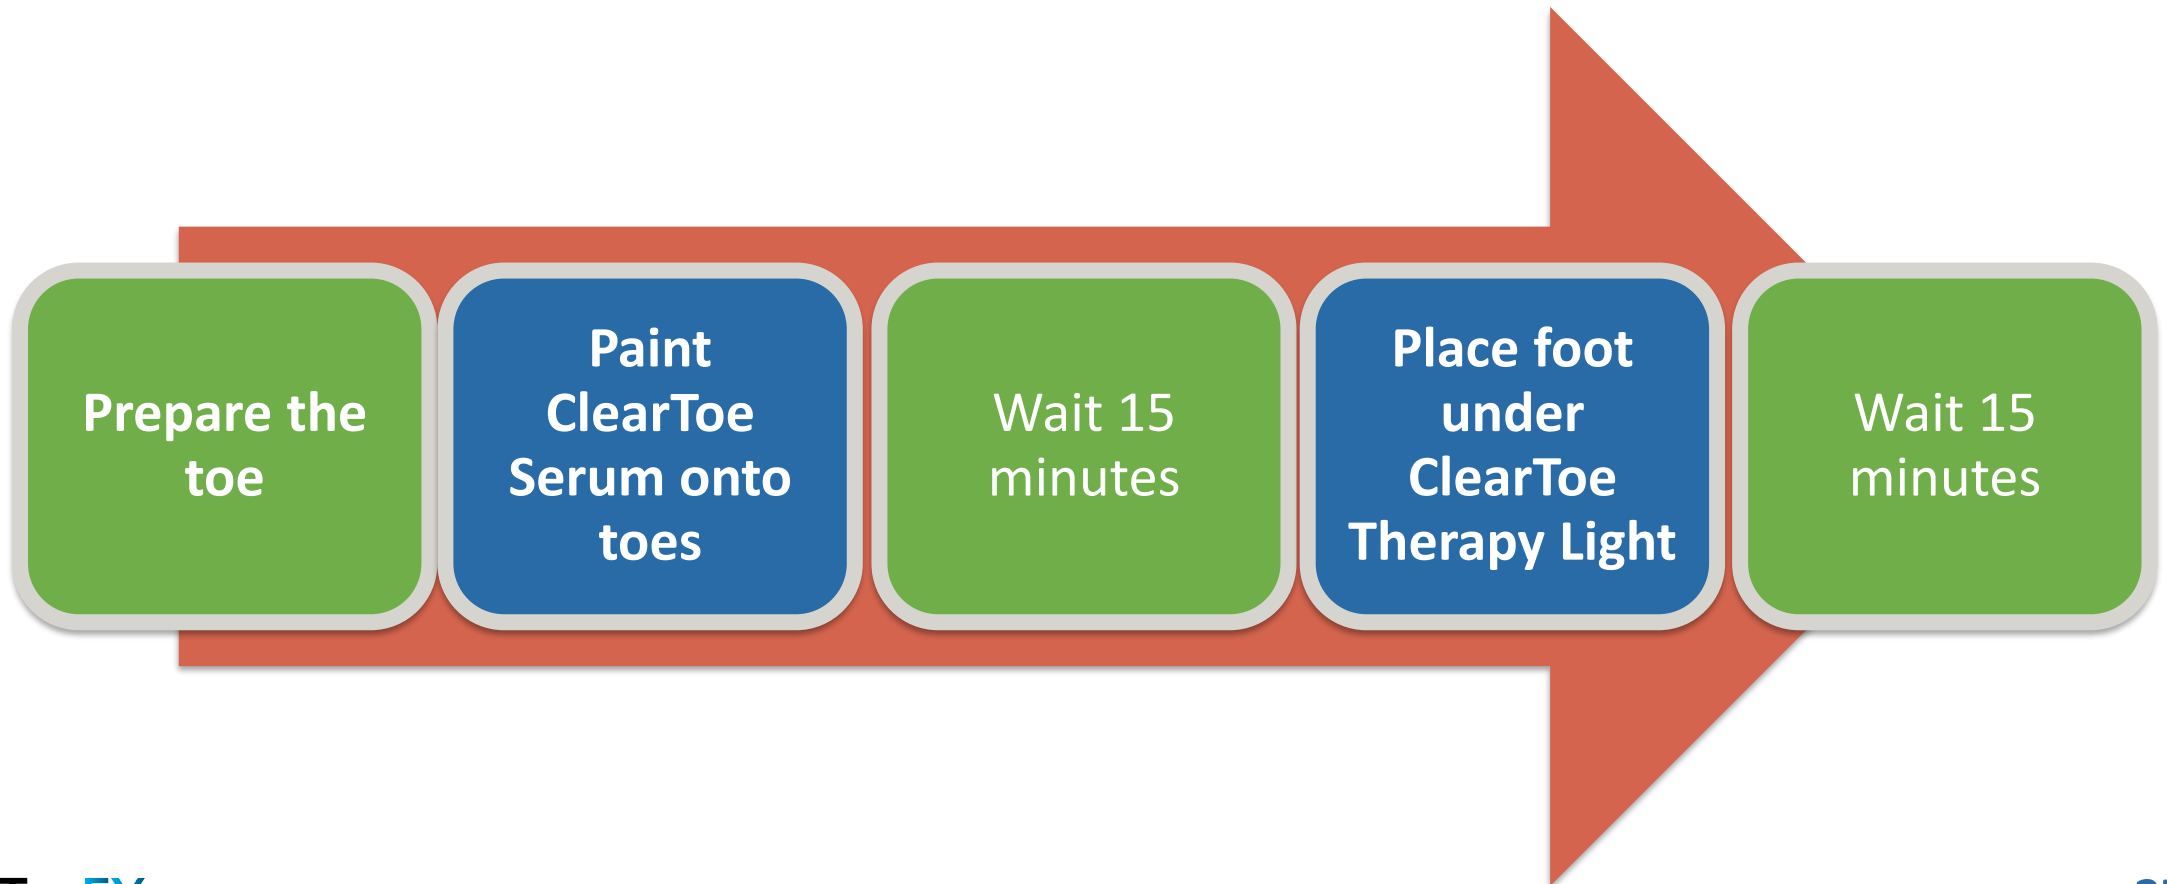 Prepare the
toe
Paint
ClearToe
Serum onto
toes
Wait 15
minutes
Place foot
under
ClearToe
Therapy Light
Wait 15
minutes